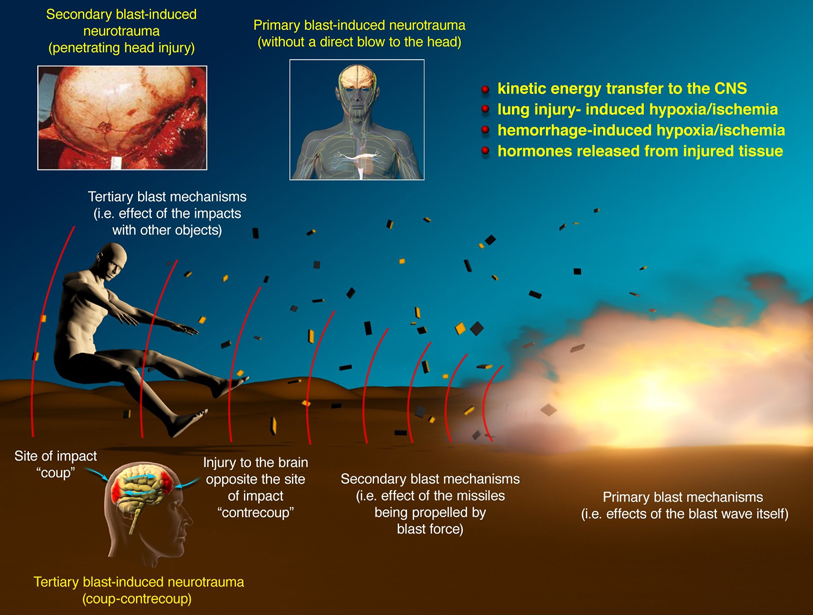 Secondary blast-induced
neurotrauma
(penetrating head injury)
Primary blast-induced neurotrauma
(without a direct blow to the head)
kinetic energy transfer to the CNS
lung injury- induced hypoxia/ischemia
hemorrhage-induced hypoxia/ischemia
hormones released from injured tissue
Tertiary blast mechanisms
(i.e. effect of the impacts
with other objects)
Site of impact
“coup”
Injury to the brain
opposite the site
of impact
“contrecoup”
Secondary blast mechanisms
(i.e. effect of the missiles
being propelled by
blast force)
Primary blast mechanisms
(i.e. effects of the blast wave itself)
Tertiary blast-induced neurotrauma
(coup-contrecoup)